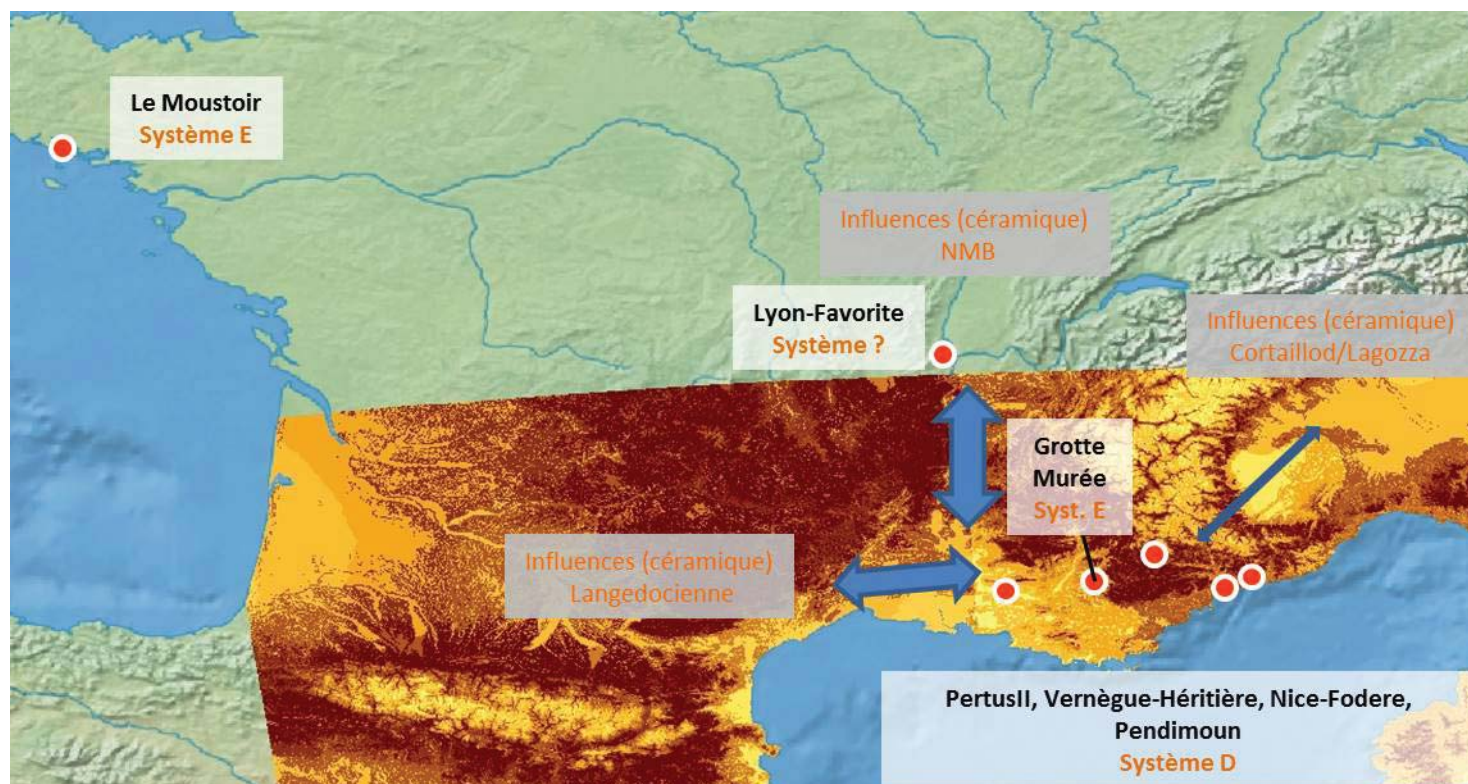 Le Moustoir
Système E
Influences (céramique)
NMB
Lyon-Favorite
Système ?
Influences (céramique)
Cortaillod/Lagozza
Grotte
Murée
Syst. E
Influences (céramique)
Langedocienne
PertusII, Vernègue-Héritière, Nice-Fodere,
Pendimoun
Système D